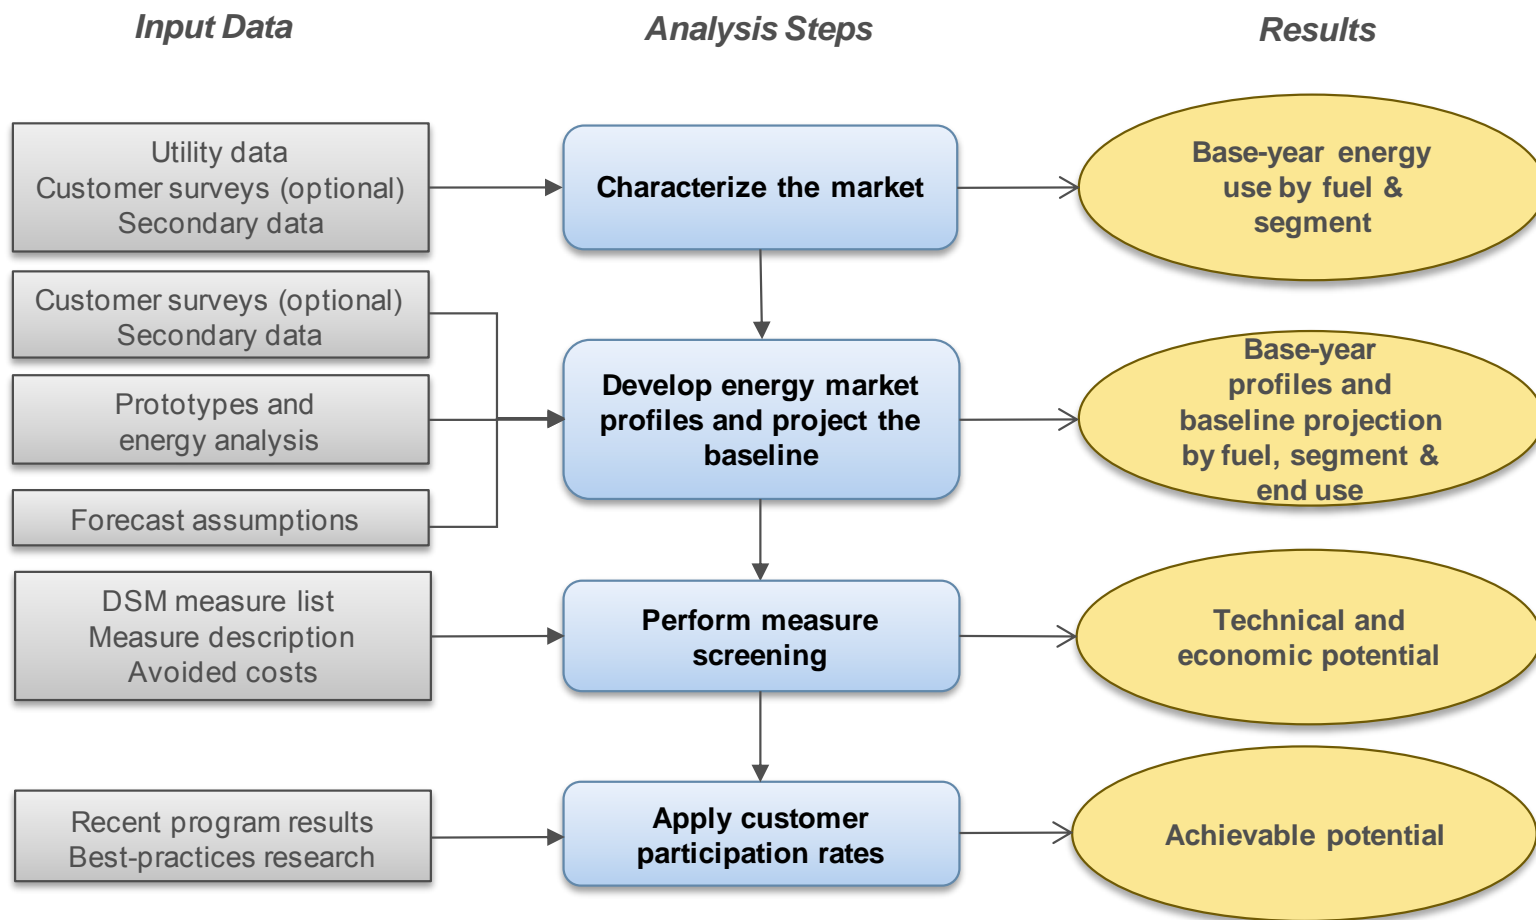 Input Data
Analysis Steps
Results
Utility data
Customer surveys (optional)
Secondary data
Characterize the market
Base-year energy
use by fuel &
segment
Customer surveys (optional)
Secondary data
Prototypes and
energy analysis
Forecast assumptions
Develop energy market
profiles and project the
baseline
Base-year
profiles and
baseline projection
by fuel, segment &
end use
DSM measure list
Measure description
Avoided costs
Perform measure
screening
Technical and
economic potential
Recent program results
Best-practices research
Apply customer
participation rates
Achievable potential